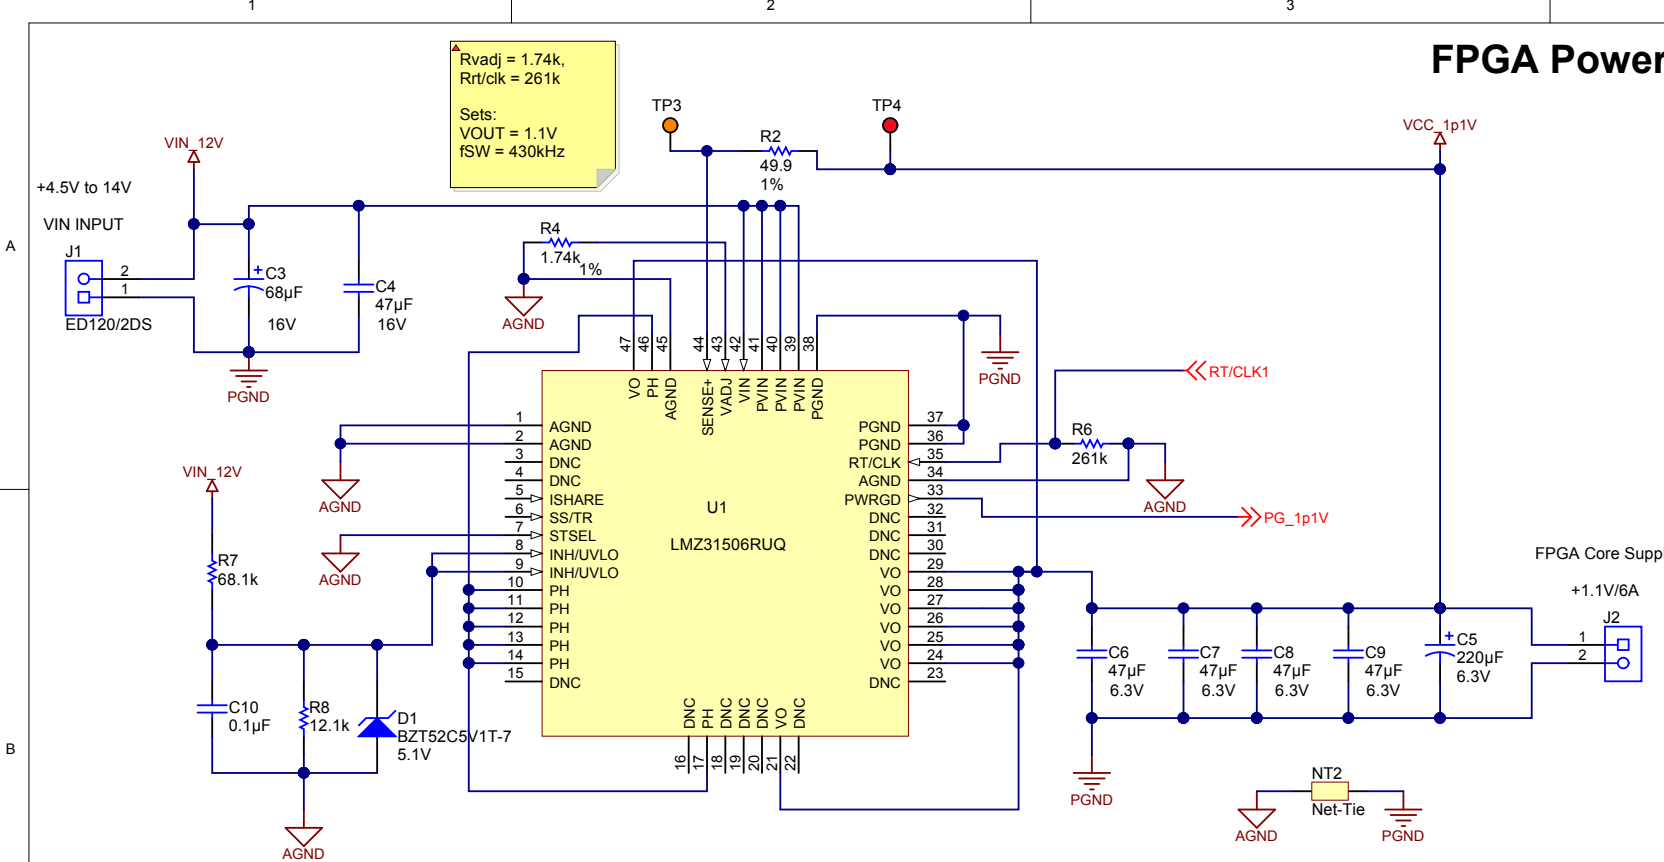 1
2
3
FPGA Power
Rvadj = 1.74k,
Rrt/clk = 261k
Sets:
VOUT = 1.1V
fSW = 430kHz
TP3
TP4
R2
49.9
1%
VCC_1p1V
VIN_12V
+4.5V to 14V
VIN INPUT
A
J1
2
1
ED120/2DS
C3
68µF
16V
C4
47µF
16V
PGND
R4
1.74k
1%
AGND
47
46
45
44
43
42
41
40
39
38
VO
PH
AGND
SENSE+
VADJ
VIN
PVIN
PVIN
PVIN
PGND
PGND
RT/CLK1
R6
261k
AGND
PG_1p1V
1 AGND
2 AGND
3 DNC
4 DNC
5 ISHARE
6 SS/TR
7 STSEL
8 INH/UVLO
9 INH/UVLO
10 PH
11 PH
12 PH
13 PH
14 PH
15 DNC
U1
LMZ31506RUQ
PGND 37
PGND 36
RT/CLK 35
AGND 34
PWRGD 33
DNC 32
DNC 31
DNC 30
VO 29
VO 28
VO 27
VO 26
VO 25
VO 24
DNC 23
DNC
PH
DNC
DNC
DNC
VO
DNC
16
17
18
19
20
21
22
AGND
AGND
VIN_12V
R7
68.1k
B
C10
0.1µF
R8
12.1k
D1
BZT52C5V1T-7
5.1V
AGND
FPGA Core Supp
+1.1V/6A
J2
1
2
C6
47µF
6.3V
C7
47µF
6.3V
C8
47µF
6.3V
C9
47µF
6.3V
C5
220µF
6.3V
PGND
NT2
Net-Tie
AGND
PGND